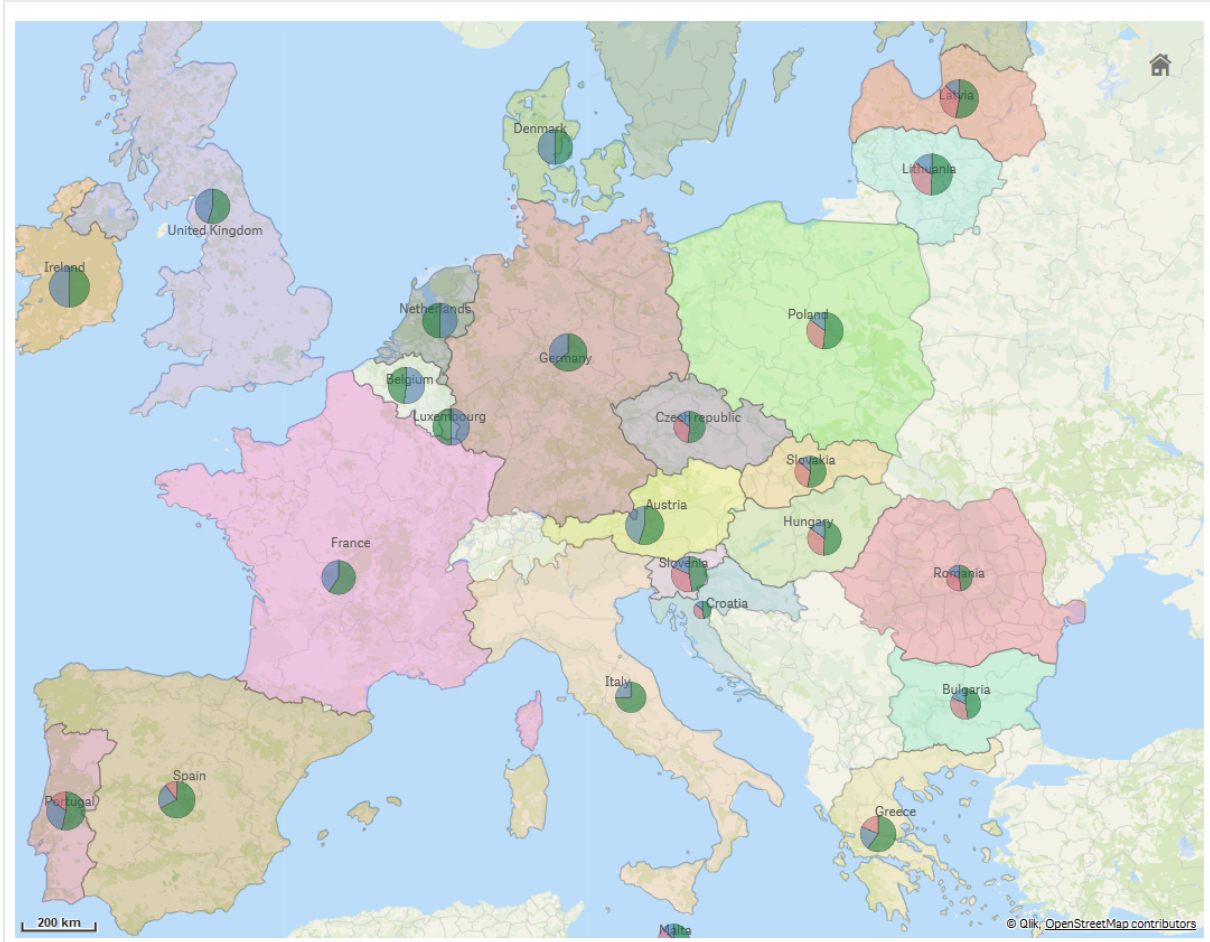 Latvia
Denmark
Lithuania
United Kingdom
Ireland
Netherlands
Poland
Germany
Belgium
Luxembourg
Czech republic
Slovakia
Austria
Hungary
France
Slovenia
Romania
Croatia
Italy
Bulgaria
Spain
Portugal
Greece
200 km
© Qlik, OpenStreetMap contributors
Malta